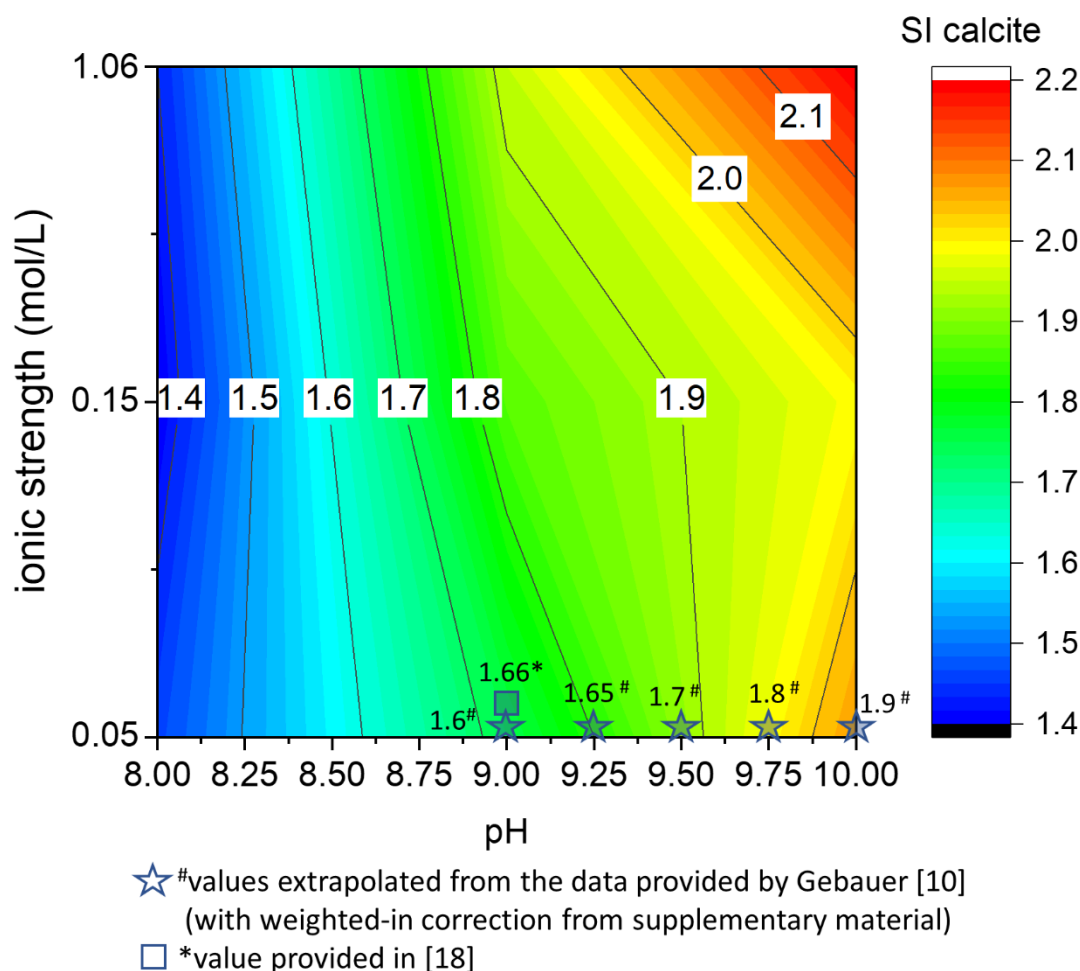 SI calcite
1.06
0.15
0.05
ionic strength (mol/L)
2.1
2.0
1.4 1.5 1.6 1.7 1.8 1.9
1.66*
1.6# 1.65 # 1.7 # 1.8 # 1.9 #
8.00 8.25 8.50 8.75 9.00 9.25 9.50 9.75 10.00
pH
2.2
2.1
2.0
1.9
1.8
1.7
1.6
1.5
1.4
#values extrapolated from the data provided by Gebauer [10]
(with weighted-in correction from supplementary material)
*value provided in [18]